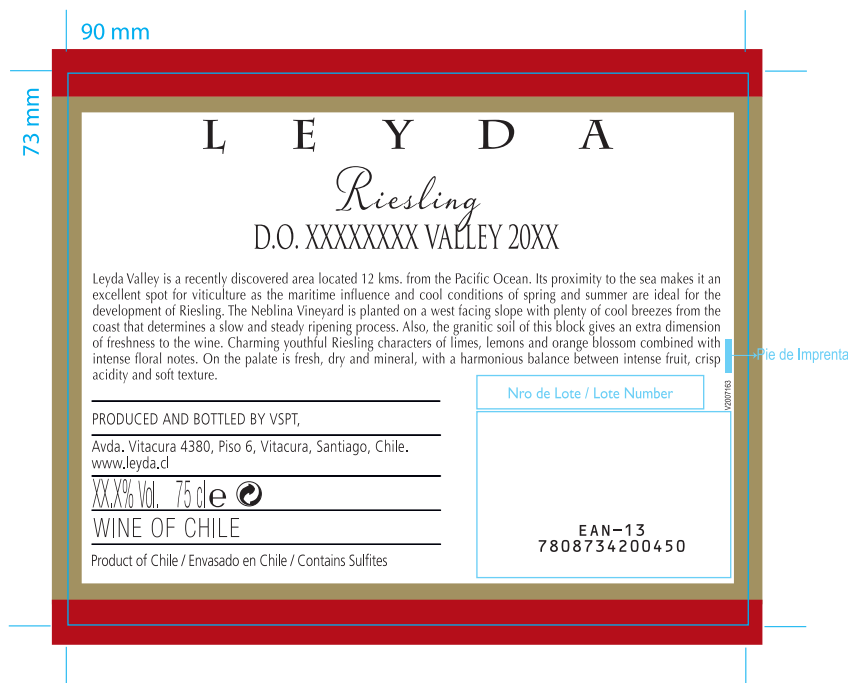 90 mm
73 mm
LEYDA
Riesling
D.O. XXXXXXXX VALLEY 20XX
Leyda Valley is a recently discovered area located 12 kms. from the Pacific Ocean. Its proximity to the sea makes it an
excellent spot for viticulture as the maritime influence and cool conditions of spring and summer are ideal for the
development of Riesling. The Neblina Vineyard is planted on a west facing slope with plenty of cool breezes from the
coast that determines a slow and steady ripening process. Also, the granitic soil of this block gives an extra dimension
of freshness to the wine. Charming youthful Riesling characters of limes, lemons and orange blossom combined with
intense floral notes. On the palate is fresh, dry and mineral, with a harmonious balance between intense fruit, crisp
acidity and soft texture.
Pie de Imprenta
V2007163
Nro de Lote / Lote Number
PRODUCED AND BOTTLED BY VSPT,
Avda. Vitacura 4380, Piso 6, Vitacura, Santiago, Chile.
www.leyda.cl
XX,X% Vol. 75 cl e
WINE OF CHILE
Product of Chile / Envasado en Chile / Contains Sulfites
EAN-13
7808734200450